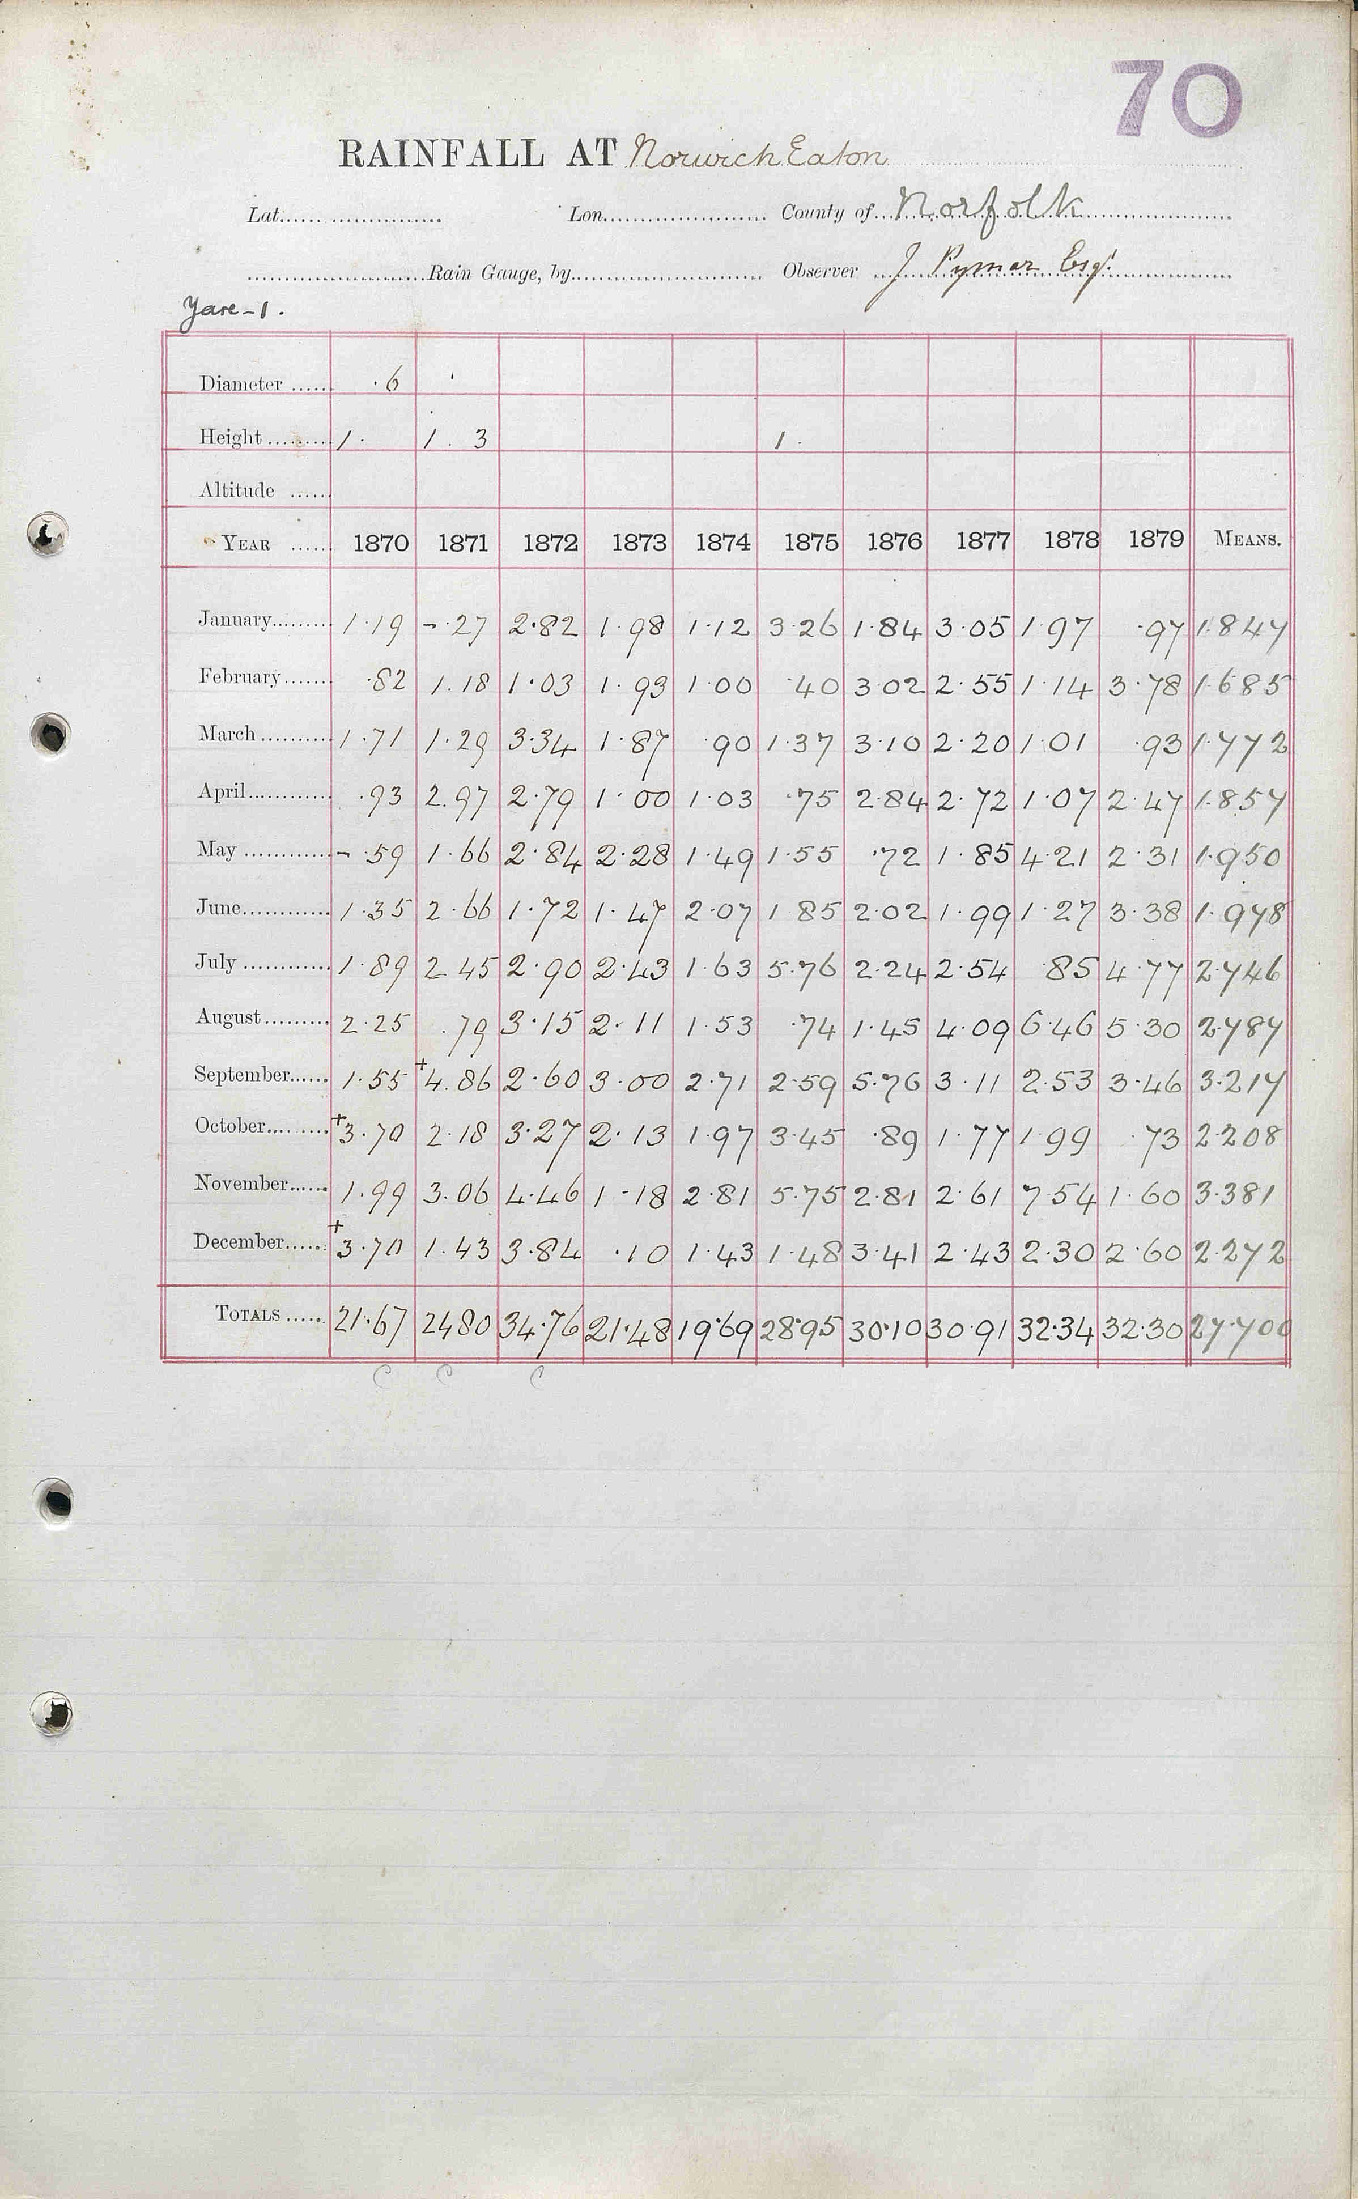 70
RAINFALL AT Norwich Eaton
Lat. Lon. County of Norfolk
Rain Gauge, by Observer J Pymar Esqr
Yare - 1.
Diameter ...... .6
Height ...... 1. 1. 3 1.
Altitude ......
YEAR ...... 1870 1871 1872 1873 1874 1875 1876 1877 1878 1879 MEANS.
January 1.19 - .27 2.82 1.98 1.12 3.26 1.84 3.05 1.97 .97 1.847
February .82 1.18 1.03 1.93 1.00 .40 3.02 2.55 1.14 3.78 1.685
March 1.71 1.29 3.34 1.87 .90 1.37 3.10 2.20 1.01 .93 1.772
April .93 2.97 2.79 1.00 1.03 .75 2.84 2.72 1.07 2.47 1.857
May - .59 1.66 2.84 2.28 1.49 1.55 .72 1.85 4.21 2.31 1.950
June 1.35 2.66 1.72 1.47 2.07 1.85 2.02 1.99 1.27 3.38 1.978
July 1.89 2.45 2.90 2.43 1.63 5.76 2.24 2.54 .85 4.77 2.746
August 2.25 .79 3.15 2.11 1.53 .74 1.45 4.09 6.46 5.30 2.787
September 1.55 +4.86 2.60 3.00 2.71 2.59 5.76 3.11 2.53 3.46 3.217
October +3.70 2.18 3.27 2.13 1.97 3.45 .89 1.77 1.99 .73 2.208
November 1.99 3.06 4.46 1.18 2.81 5.75 2.81 2.61 7.54 1.60 3.381
December +3.70 1.43 3.84 .10 1.43 1.48 3.41 2.43 2.30 2.60 2.272
TOTALS 21.67 24.80 34.76 21.48 19.69 28.95 30.10 30.91 32.34 32.30 27.700
C C C